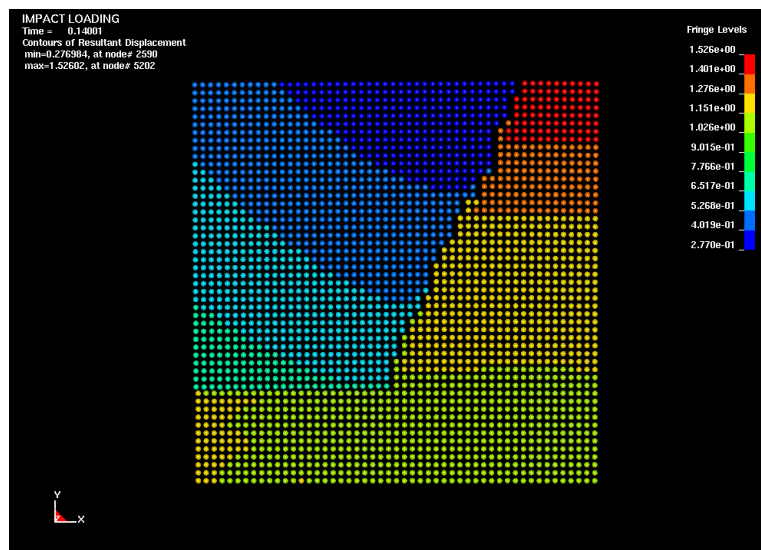 IMPACT LOADING
Time =    0.14001
Contours of Resultant Displacement
min=0.276984, at node# 2590
max=1.52602, at node# 5202
Fringe Levels
1.526e+00
1.401e+00
1.276e+00
1.151e+00
1.026e+00
9.015e-01
7.766e-01
6.517e-01
5.268e-01
4.019e-01
2.770e-01
Y
Z X